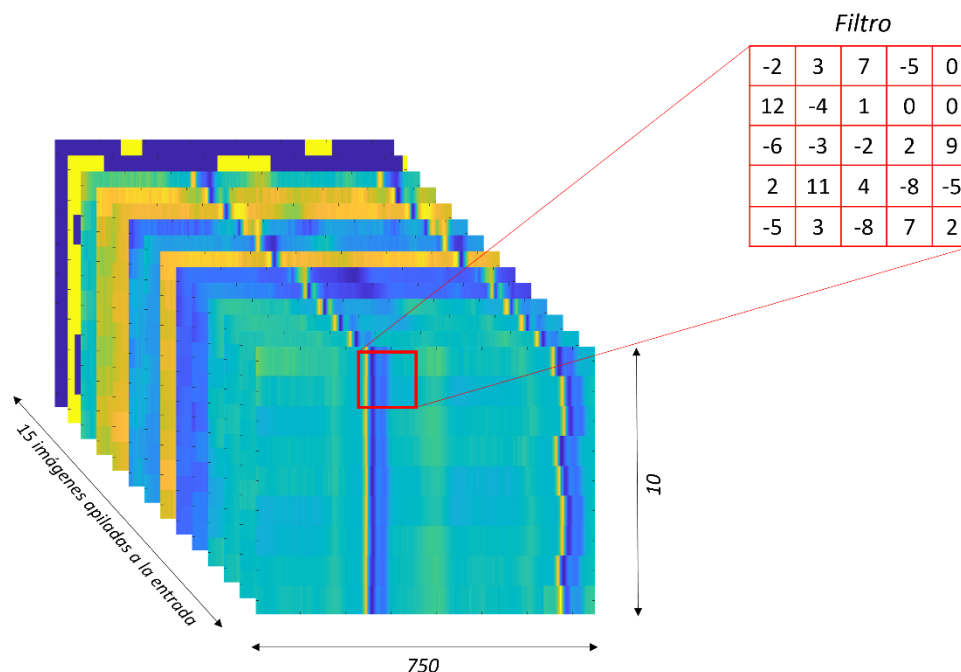 Filtro
-2 3 7 -5 0
12 -4 1 0 0
-6 -3 -2 2 9
2 11 4 -8 -5
-5 3 -8 7 2
15 imágenes apiladas a la entrada
10
750